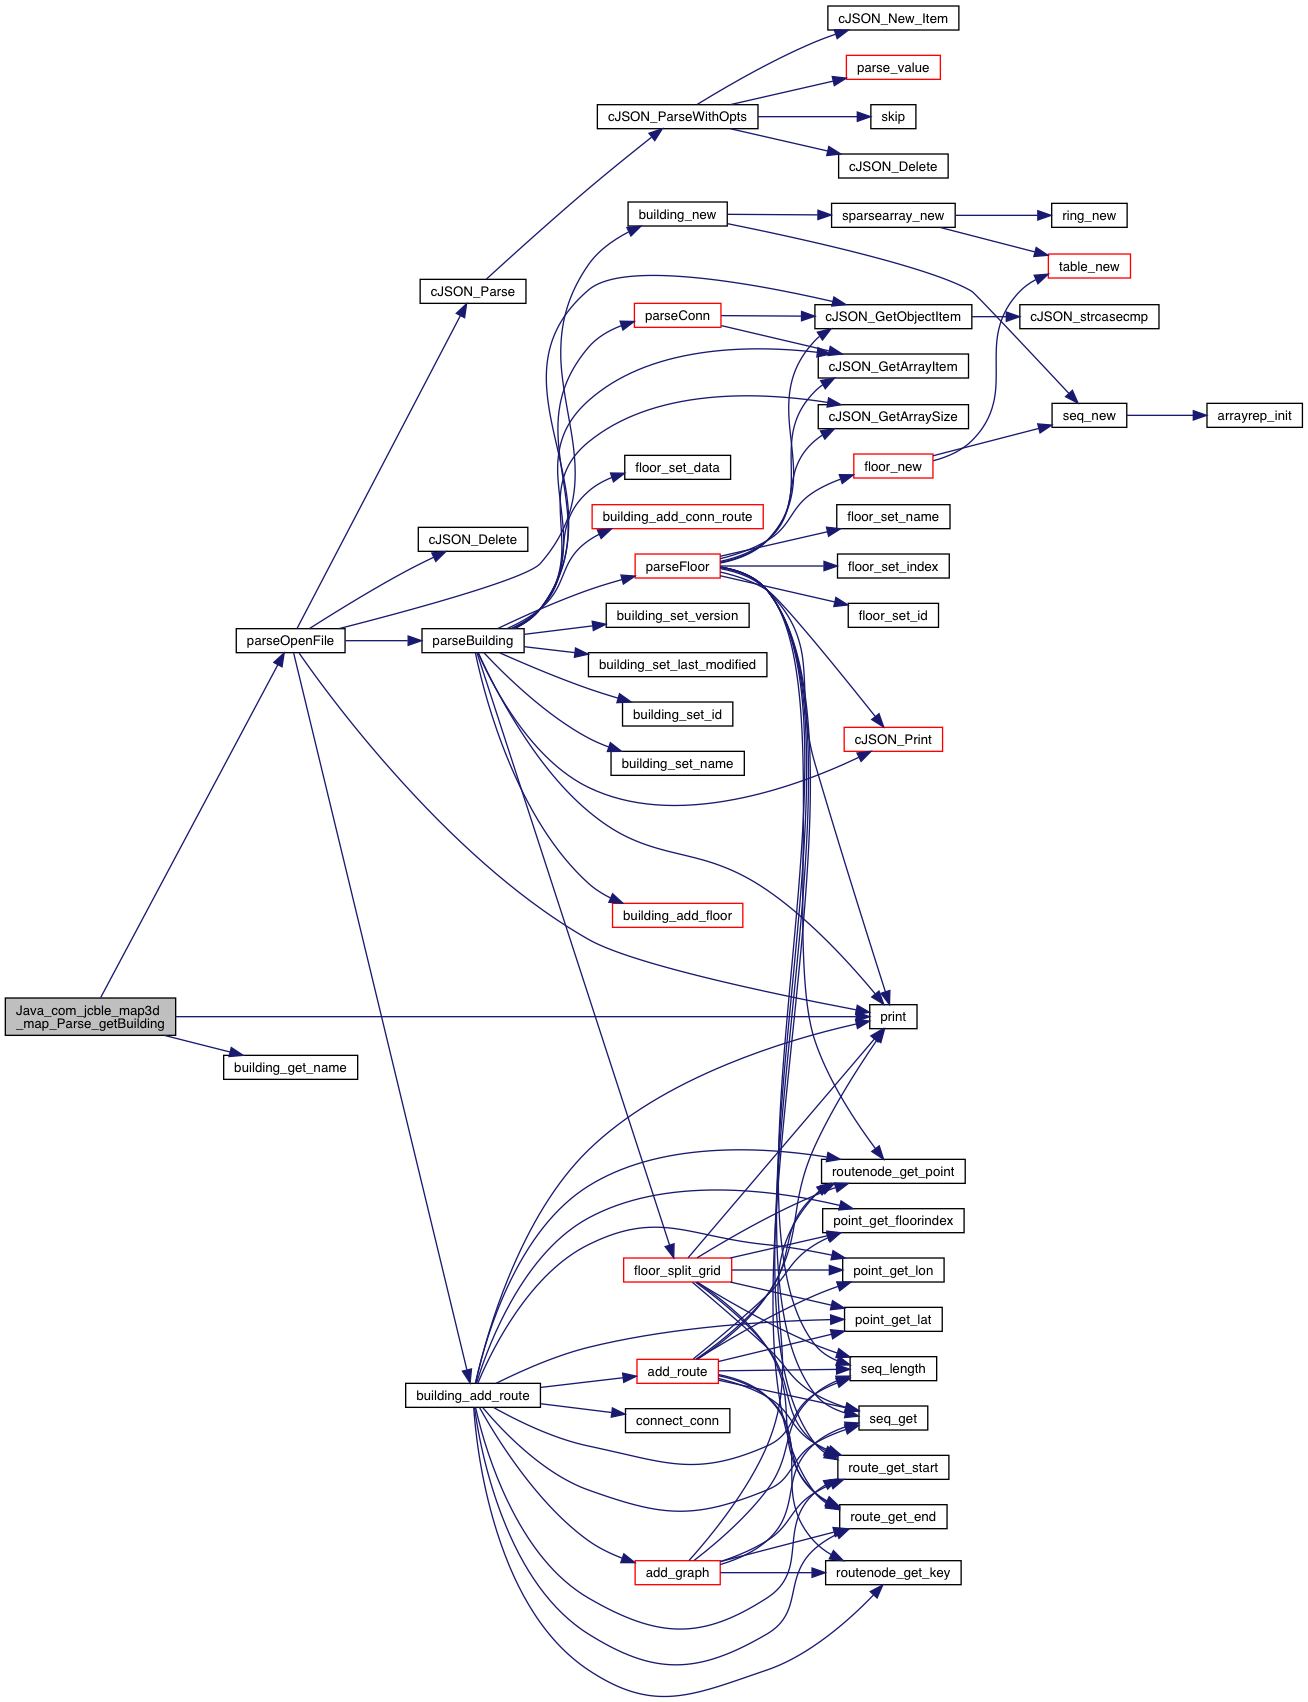 cJSON_New_Item
parse_value
cJSON_ParseWithOpts
skip
cJSON_Delete
building_new
sparsearray_new
ring_new
table_new
cJSON_Parse
parseConn
cJSON_GetObjectItem
cJSON_strcasecmp
cJSON_GetArrayItem
cJSON_GetArraySize
seq_new
arrayrep_init
floor_set_data
floor_new
building_add_conn_route
floor_set_name
cJSON_Delete
parseFloor
floor_set_index
building_set_version
floor_set_id
parseOpenFile
parseBuilding
building_set_last_modified
building_set_id
cJSON_Print
building_set_name
building_add_floor
Java_com_jcble_map3d
_map_Parse_getBuilding
print
building_get_name
routenode_get_point
point_get_floorindex
floor_split_grid
point_get_lon
point_get_lat
add_route
seq_length
building_add_route
connect_conn
seq_get
route_get_start
route_get_end
add_graph
routenode_get_key